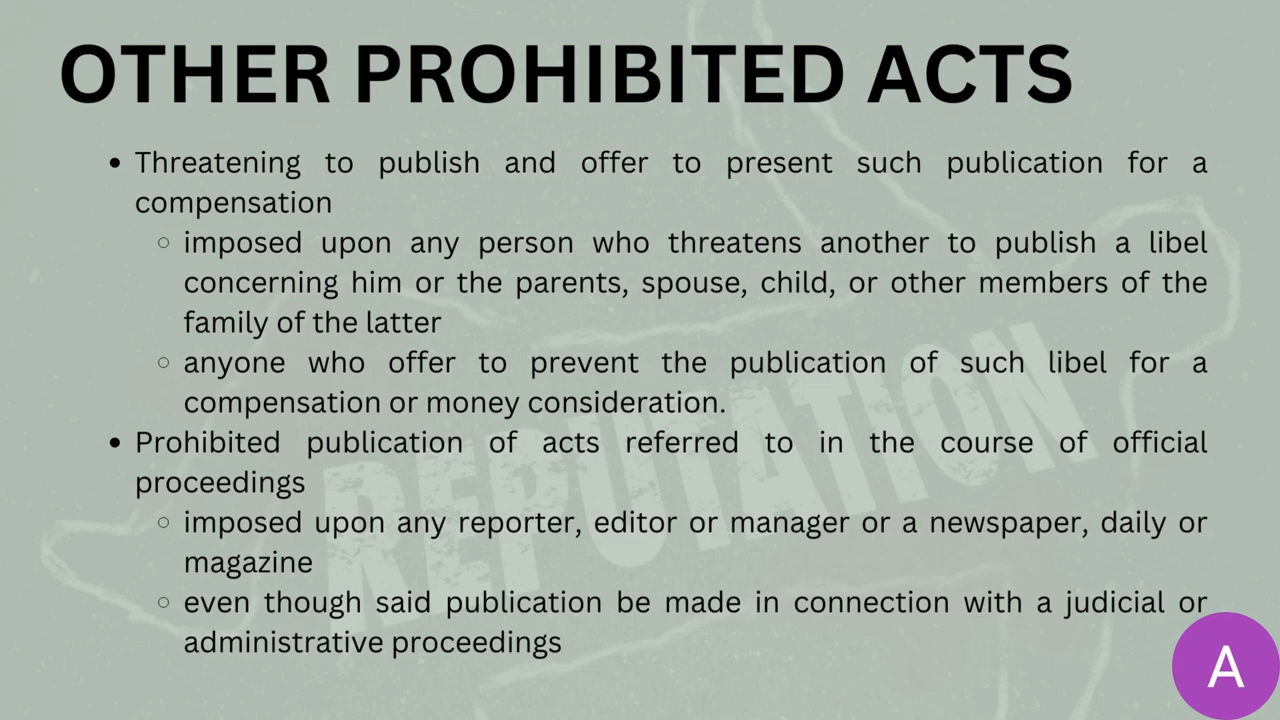 OTHER PROHIBITED ACTS
• Threatening to publish and offer to present such publication for a
compensation
○ imposed upon any person who threatens another to publish a libel
concerning him or the parents, spouse, child, or other members of the
family of the latter
○ anyone who offer to prevent the publication of such libel for a
compensation or money consideration.
• Prohibited publication of acts referred to in the course of official
proceedings
○ imposed upon any reporter, editor or manager or a newspaper, daily or
magazine
○ even though said publication be made in connection with a judicial or
administrative proceedings
REPUTATION
A